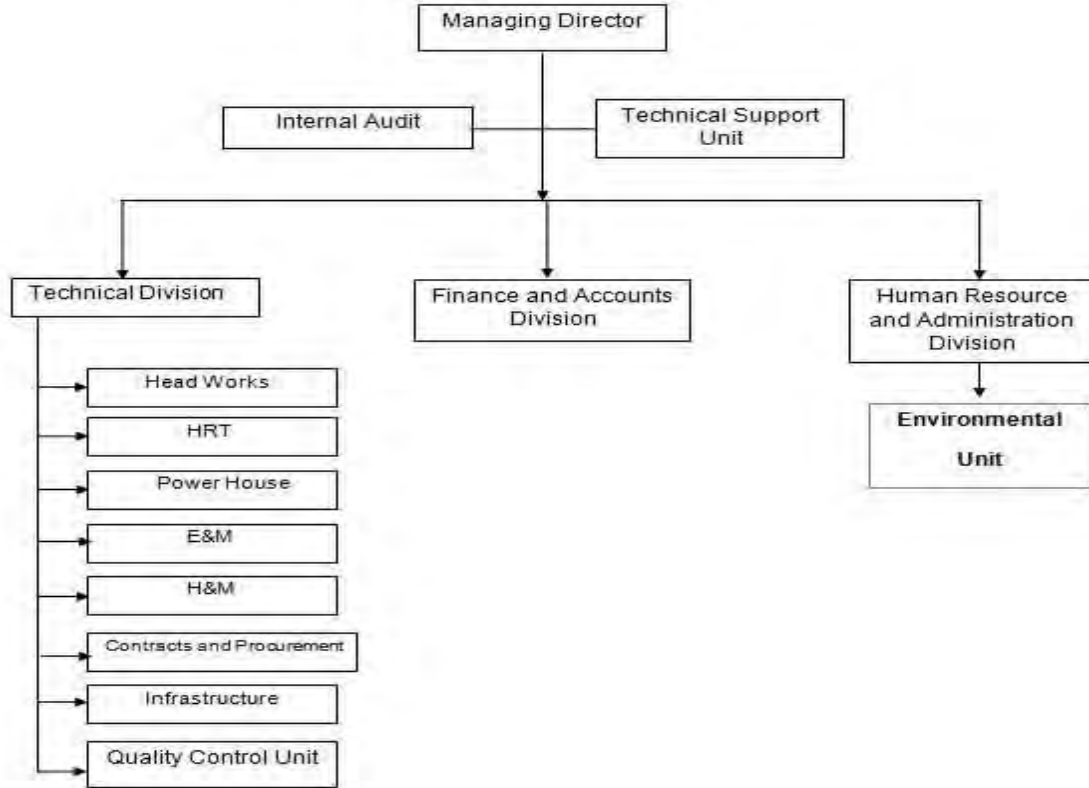 Managing Director
Internal Audit
Technical Support
Unit
Technical Division
Finance and Accounts
Division
Human Resource
and Administration
Division
Environmental
Unit
Head Works
HRT
Power House
E&M
H&M
Contracts and Procurement
Infrastructure
Quality Control Unit